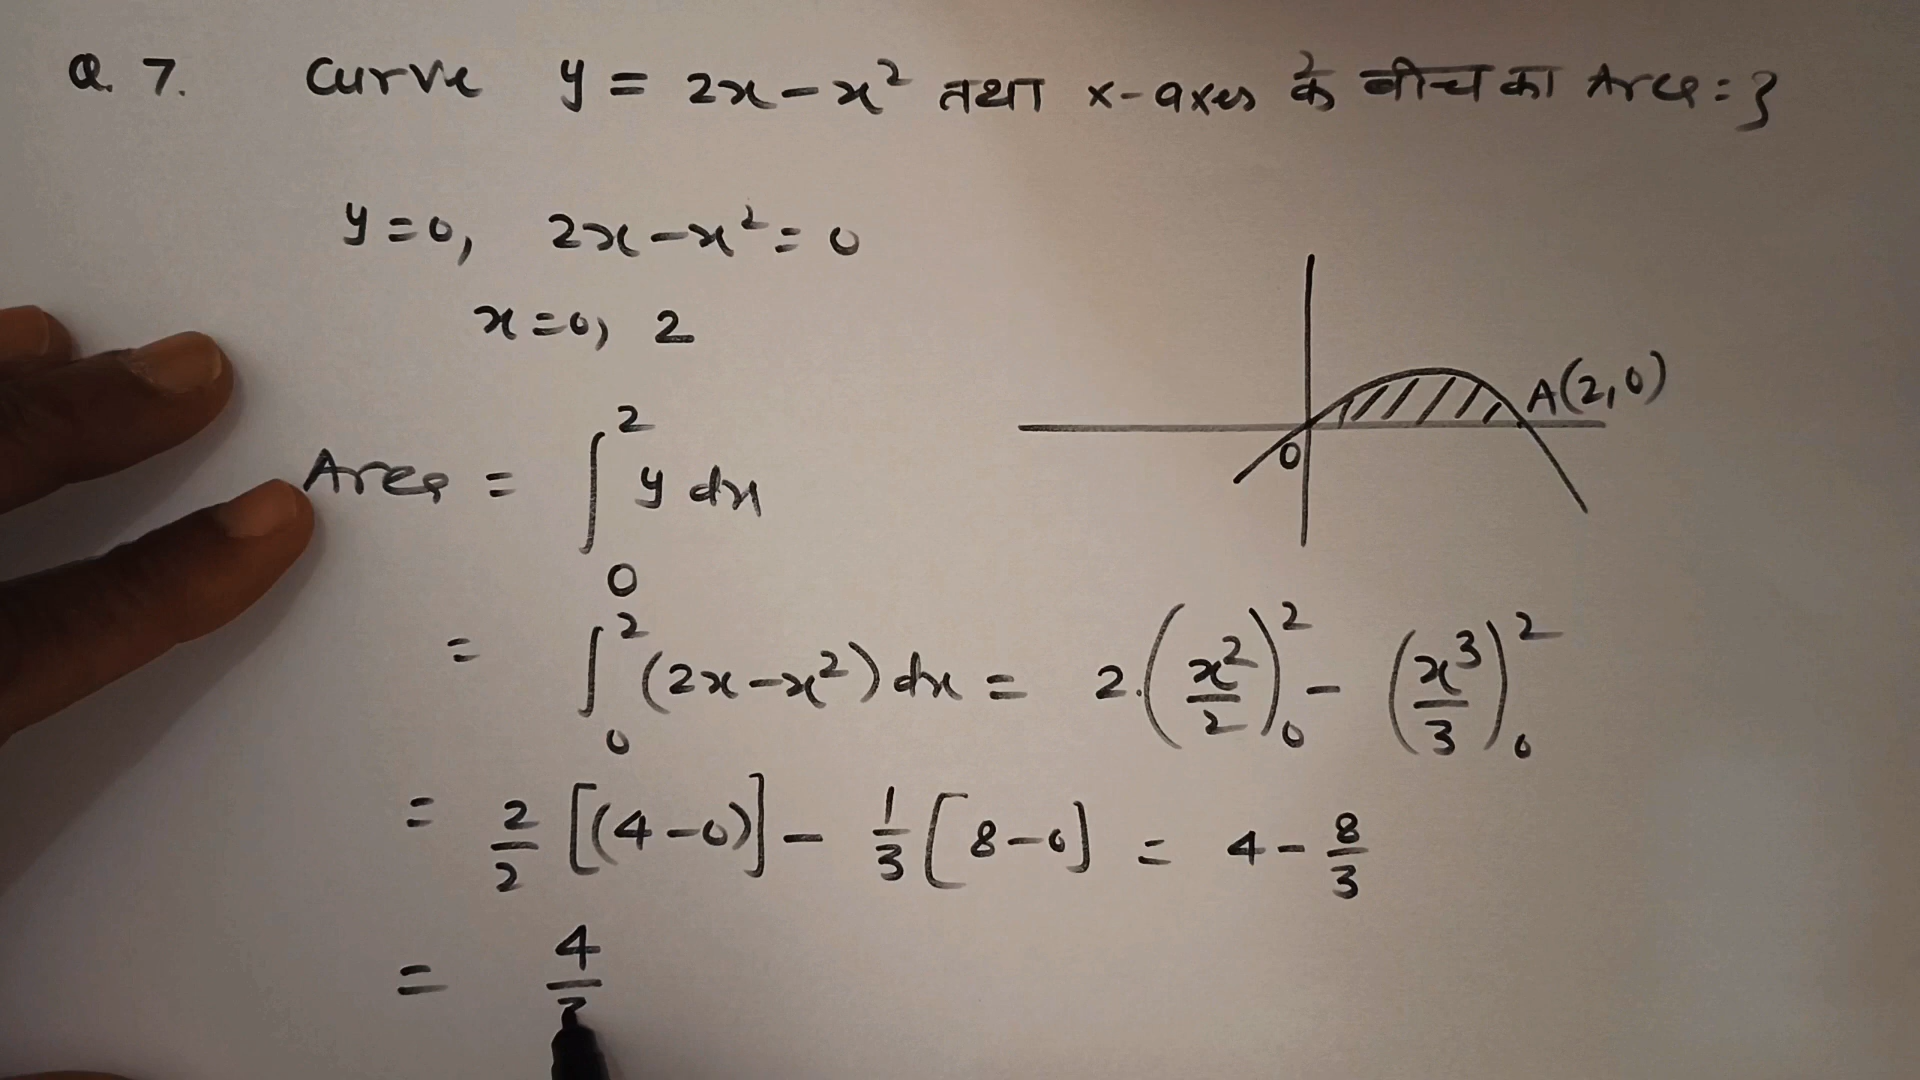 Q. 7. Curve y = 2x - x² तथा x-axes के बीच का Area = ?
y = 0, 2x - x² = 0
x = 0, 2
A(2,0)
O
Area = ∫₀² y dx
= ∫₀² (2x - x²) dx = 2.(x²/2)₀² - (x³/3)₀²
= 2/2 [(4-0)] - 1/3 [8-0] = 4 - 8/3
= 4/